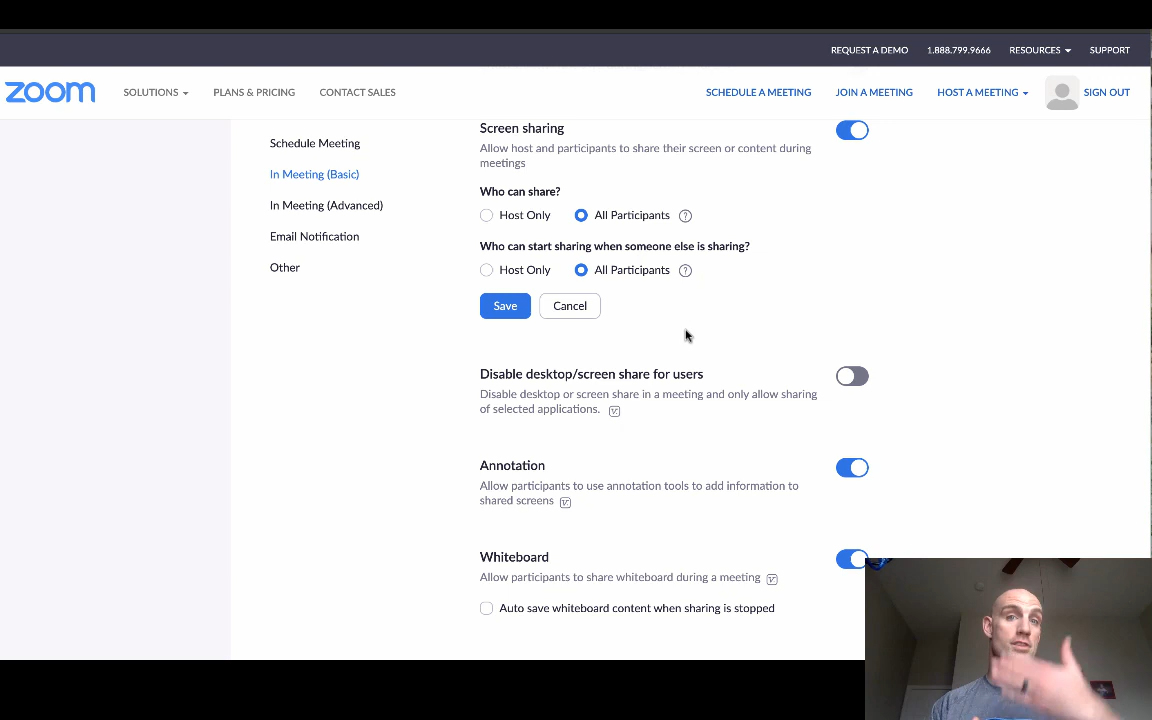 REQUEST A DEMO 1.888.799.9666 RESOURCES SUPPORT
zoom SOLUTIONS PLANS & PRICING CONTACT SALES SCHEDULE A MEETING JOIN A MEETING HOST A MEETING SIGN OUT
Schedule Meeting
In Meeting (Basic)
In Meeting (Advanced)
Email Notification
Other
Screen sharing
Allow host and participants to share their screen or content during
meetings
Who can share?
Host Only All Participants ?
Who can start sharing when someone else is sharing?
Host Only All Participants ?
Save Cancel
Disable desktop/screen share for users
Disable desktop or screen share in a meeting and only allow sharing
of selected applications.
Annotation
Allow participants to use annotation tools to add information to
shared screens
Whiteboard
Allow participants to share whiteboard during a meeting
Auto save whiteboard content when sharing is stopped